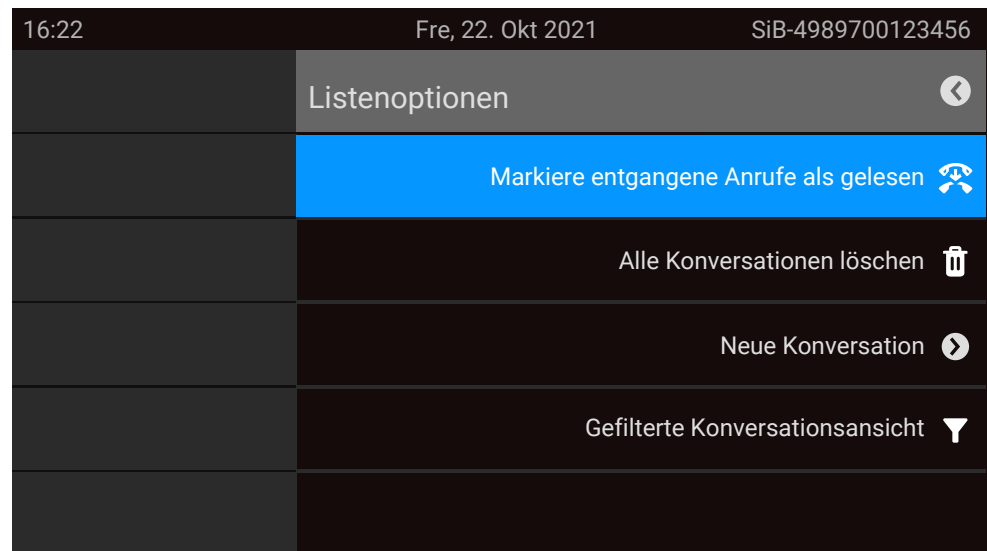 16:22 Fre, 22. Okt 2021 SiB-4989700123456
Listenoptionen
Markiere entgangene Anrufe als gelesen
Alle Konversationen löschen
Neue Konversation
Gefilterte Konversationsansicht